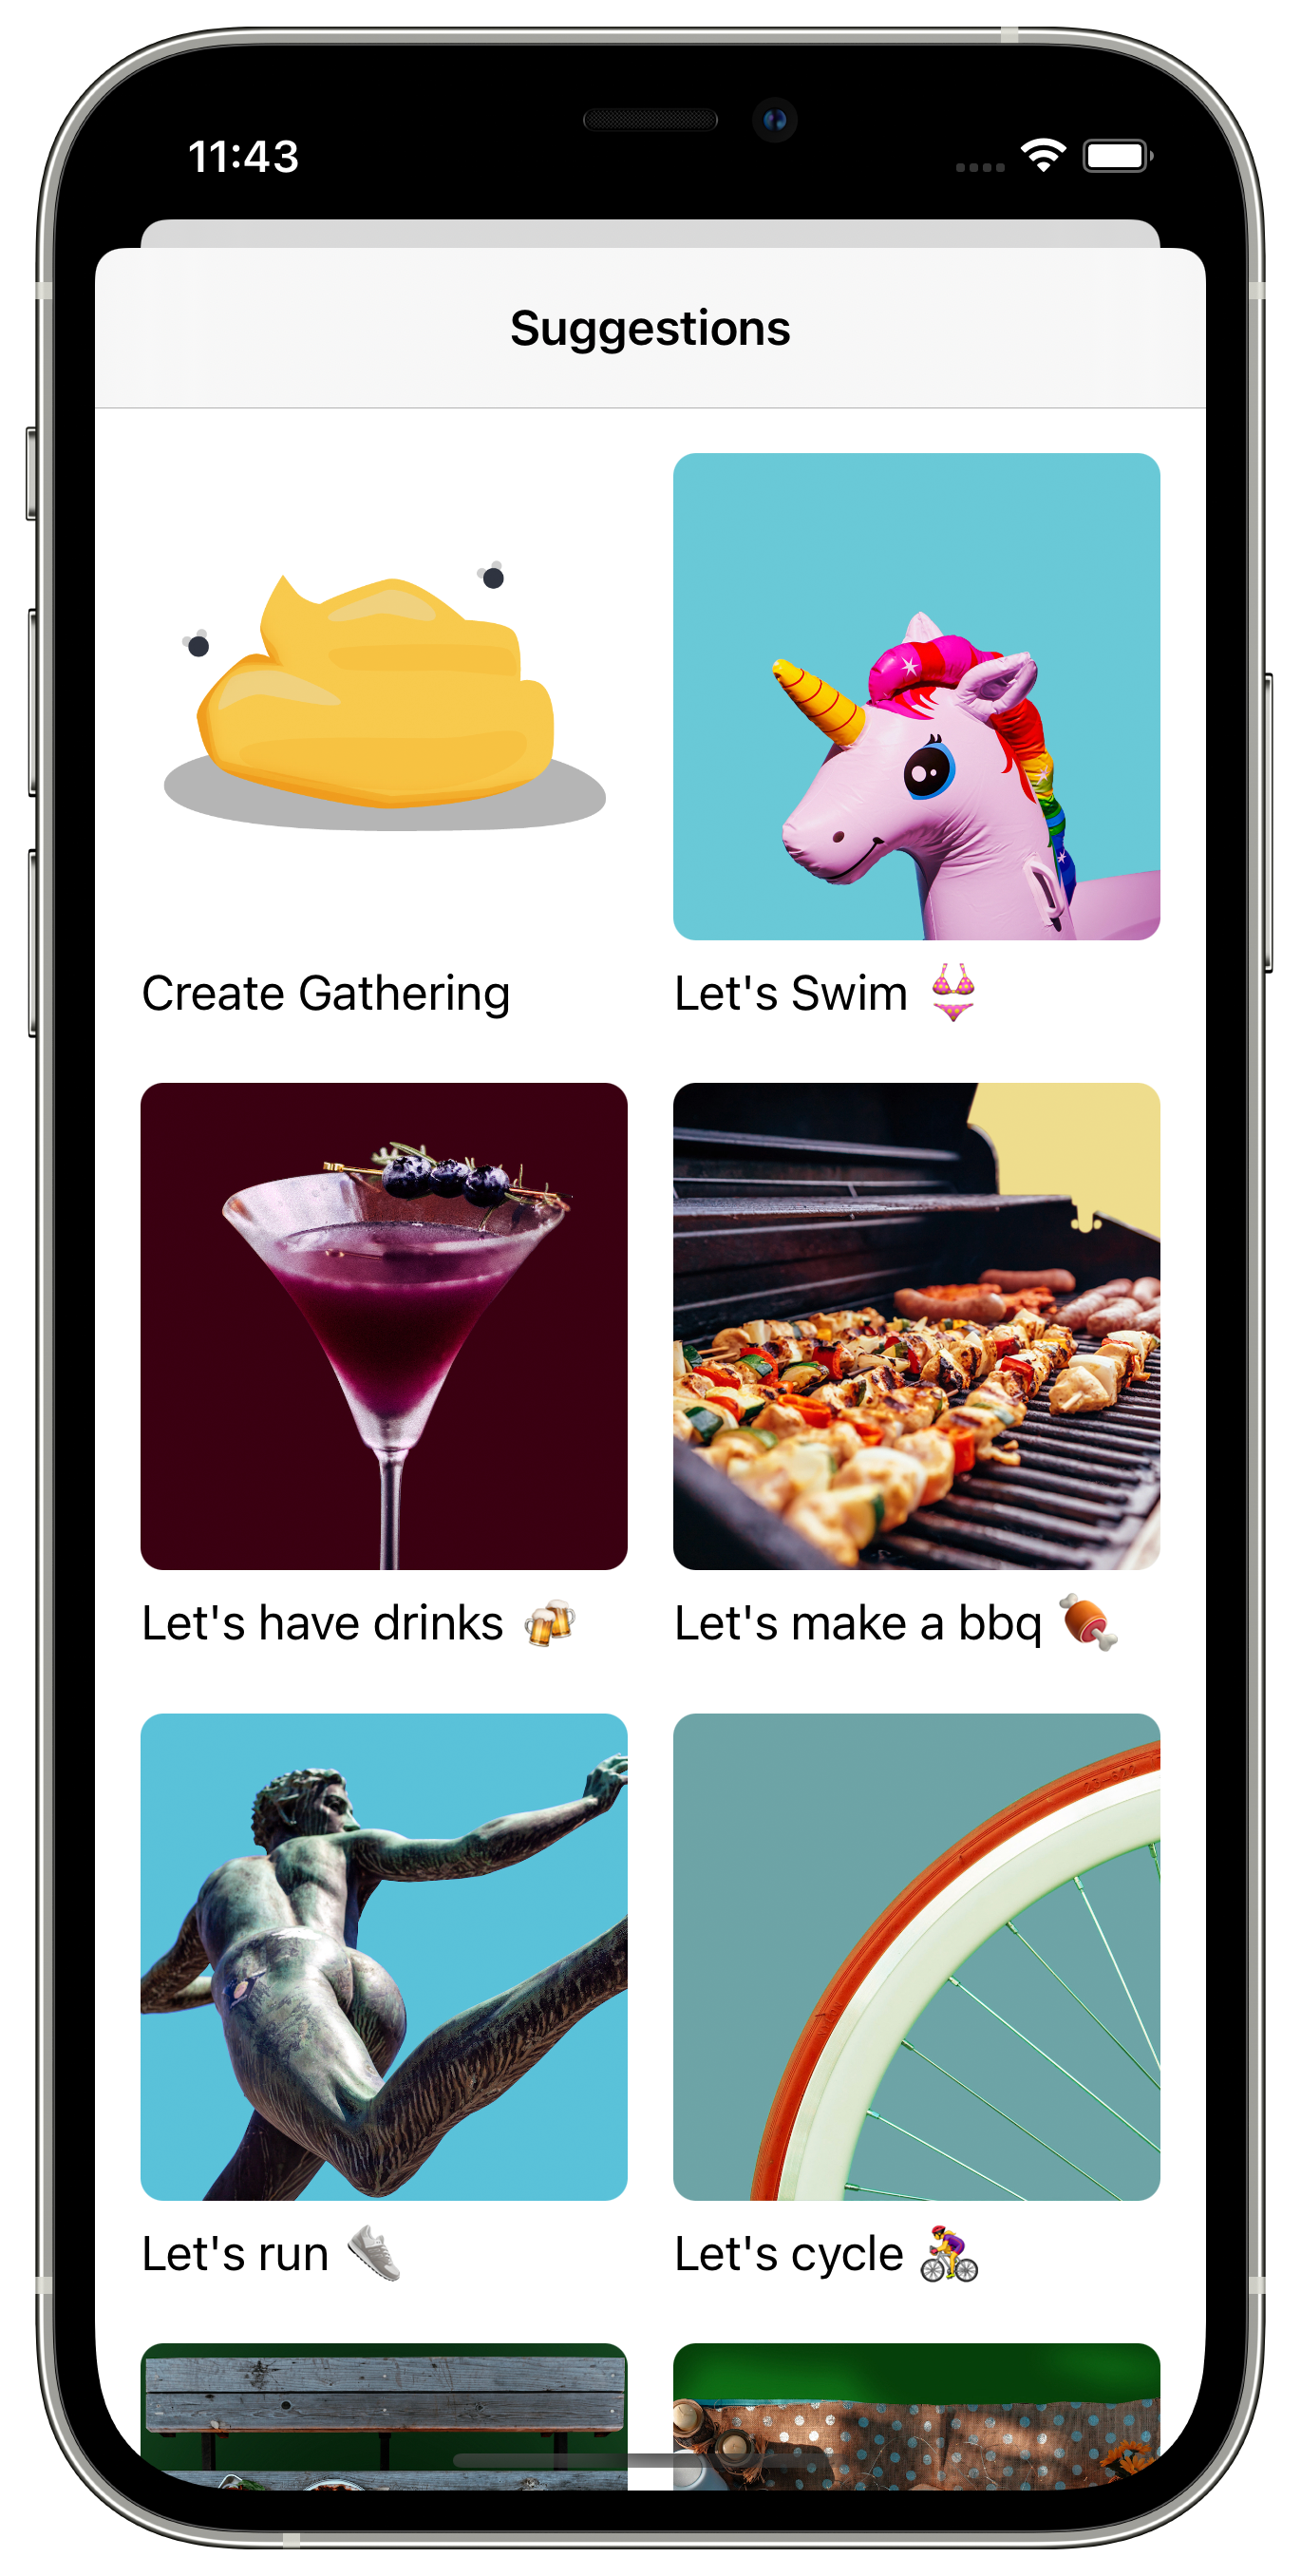 11:43
Suggestions
Create Gathering
Let's Swim 👙
Let's have drinks 🍻
Let's make a bbq 🍖
Let's run 👟
Let's cycle 🚴‍♀️